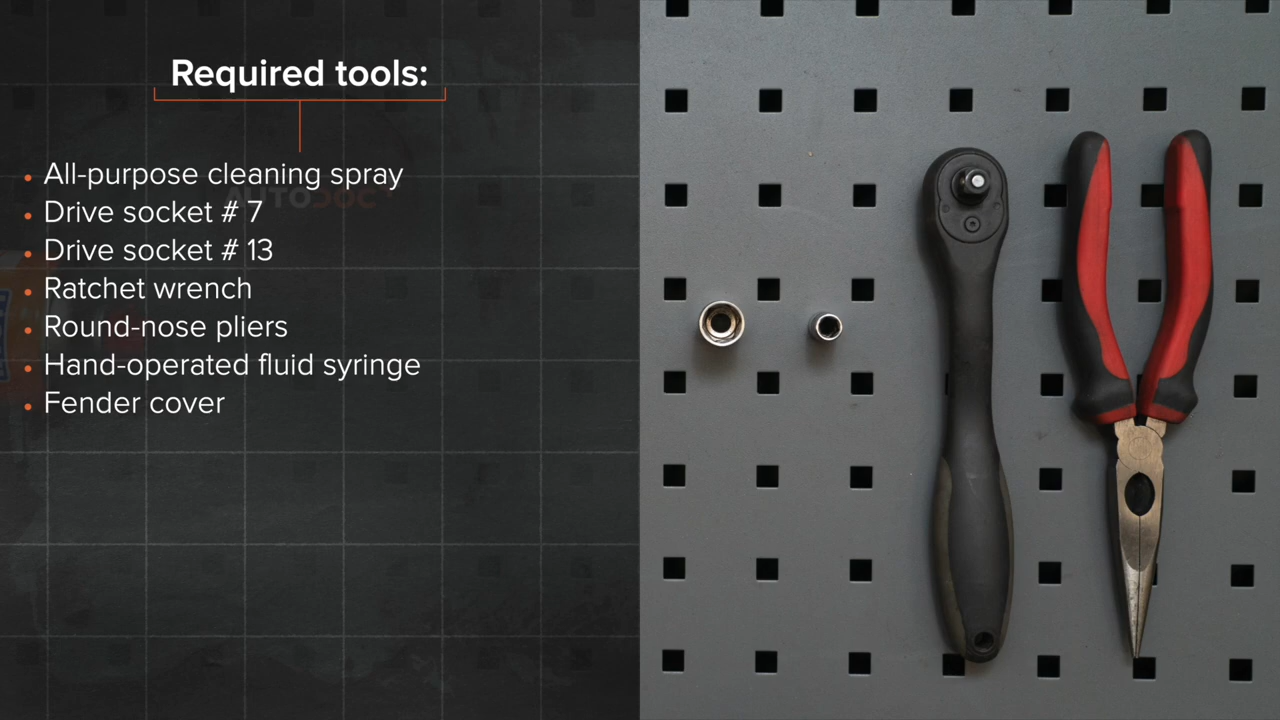 Required tools:
All-purpose cleaning spray
AUTODOC
Drive socket # 7
Drive socket # 13
Ratchet wrench
Round-nose pliers
Hand-operated fluid syringe
Fender cover